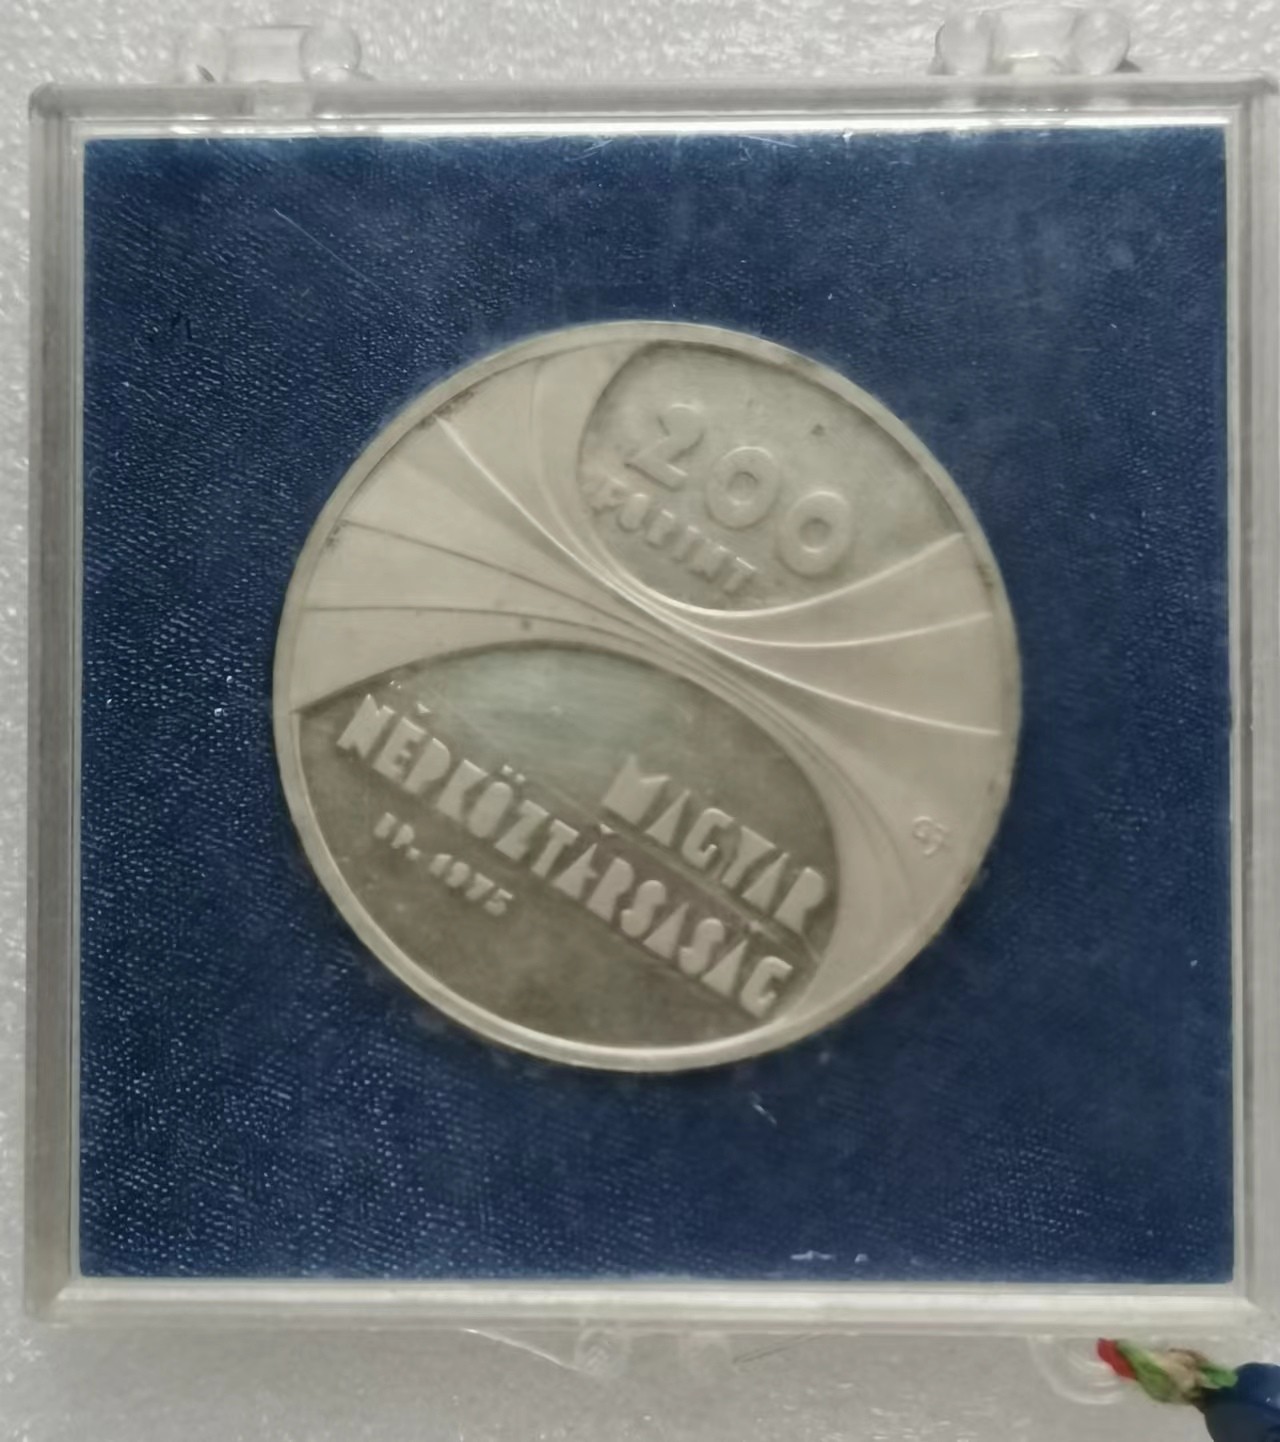 200
FORINT
MAGYAR
NÉPKÖZTÁRSASÁG
BP. 1975